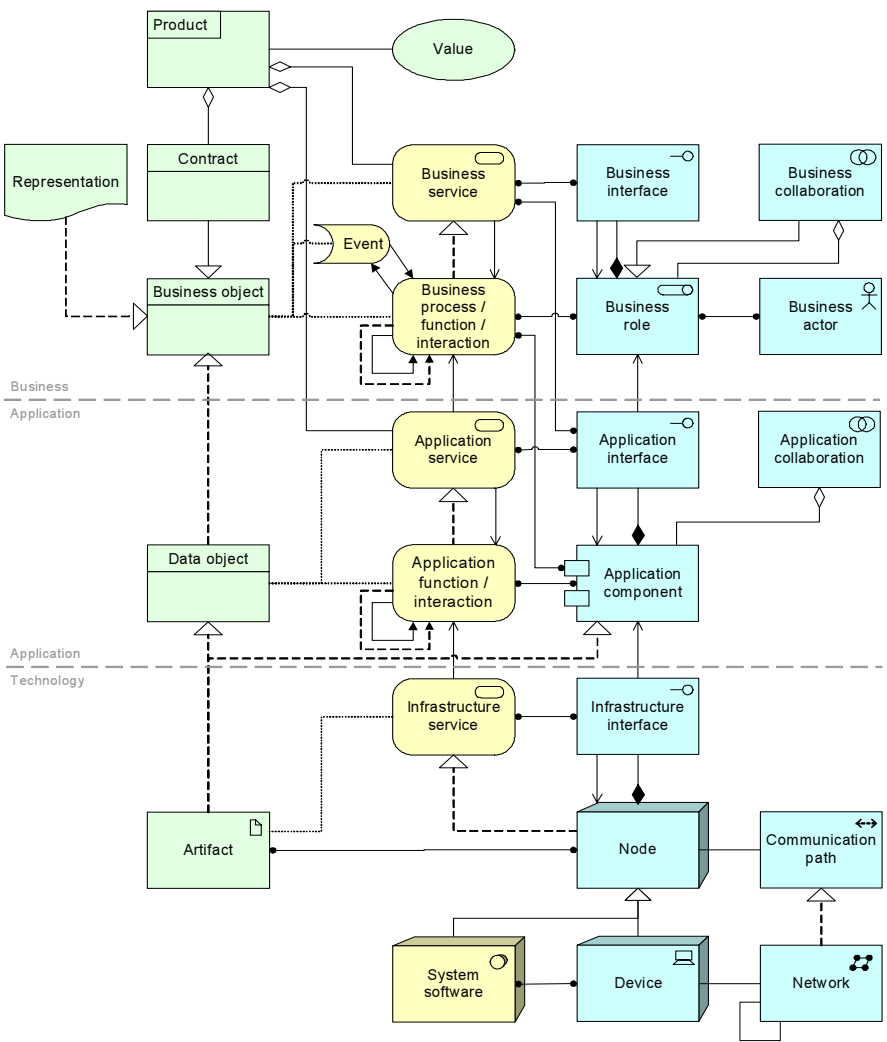 Product
Value
Representation
Contract
Business
service
Business
interface
Business
collaboration
Event
Business object
Business
process /
function /
interaction
Business
role
Business
actor
Business
Application
Application
service
Application
interface
Application
collaboration
Data object
Application
function /
interaction
Application
component
Application
Technology
Infrastructure
service
Infrastructure
interface
Artifact
Node
Communication
path
System
software
Device
Network